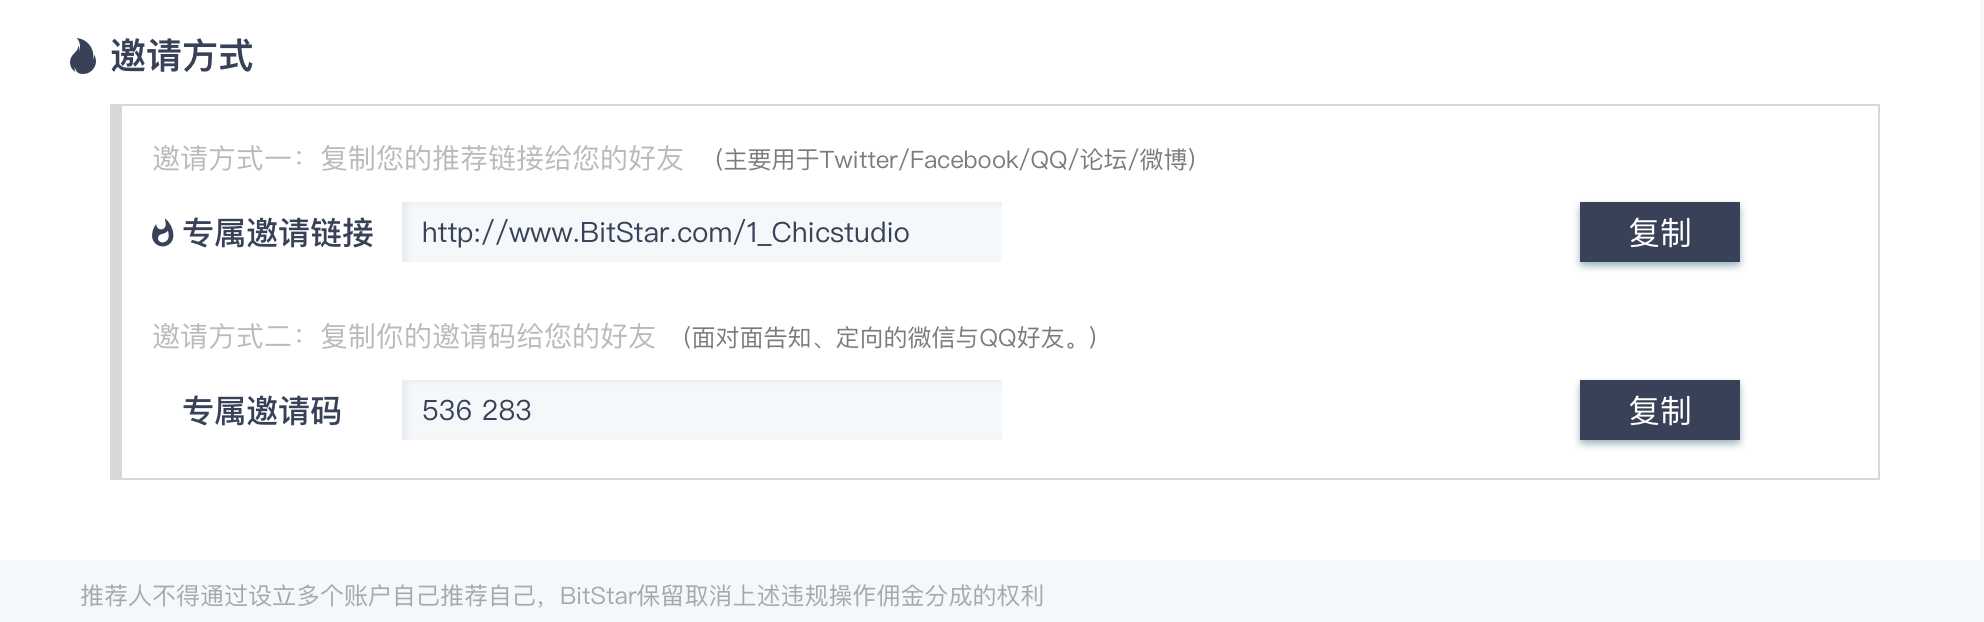 邀请方式
邀请方式一：复制您的推荐链接给您的好友 （主要用于Twitter/Facebook/QQ/论坛/微博）
专属邀请链接 http://www.BitStar.com/1_Chicstudio 复制
邀请方式二：复制你的邀请码给您的好友 （面对面告知、定向的微信与QQ好友。）
专属邀请码 536 283 复制
推荐人不得通过设立多个账户自己推荐自己，BitStar保留取消上述违规操作佣金分成的权利